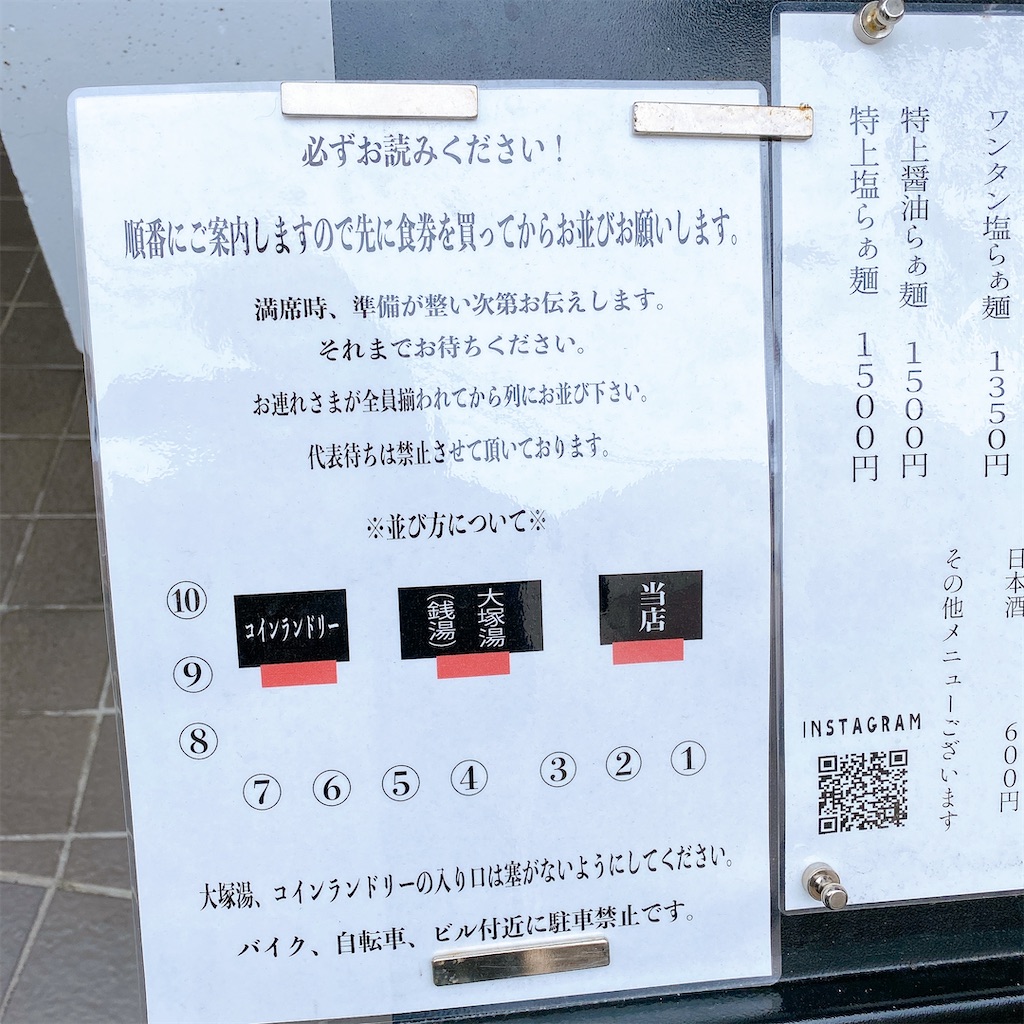 必ずお読みください！
順番にご案内しますので先に食券を買ってからお並びお願いします。
満席時、準備が整い次第お伝えします。
それまでお待ちください。
お連れさまが全員揃われてから列にお並び下さい。
代表待ちは禁止させて頂いております。
※並び方について※
⑩
コインランドリー
大塚湯
(銭湯)
当店
⑨
⑧
⑦ ⑥ ⑤ ④ ③ ② ①
大塚湯、コインランドリーの入り口は塞がないようにしてください。
バイク、自転車、ビル付近に駐車禁止です。
ワンタン塩らぁ麺 1350円
特上醤油らぁ麺 1500円
特上塩らぁ麺 1500円
日本酒 600円
その他メニューございます
INSTAGRAM